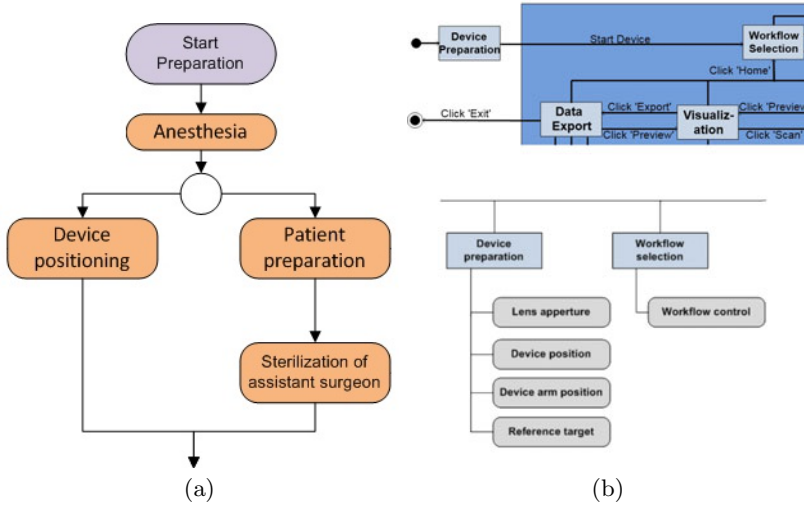 Start
Preparation
Anesthesia
Device
positioning
Patient
preparation
Sterilization of
assistant surgeon
(a)
Device
Preparation
Start Device
Workflow
Selection
Click 'Home'
Click 'Exit'
Data
Export
Click 'Export'
Click 'Preview'
Visualiz-
ation
Click 'Preview
Click 'Scan'
Device
preparation
Workflow
selection
Lens apperture
Workflow control
Device position
Device arm position
Reference target
(b)